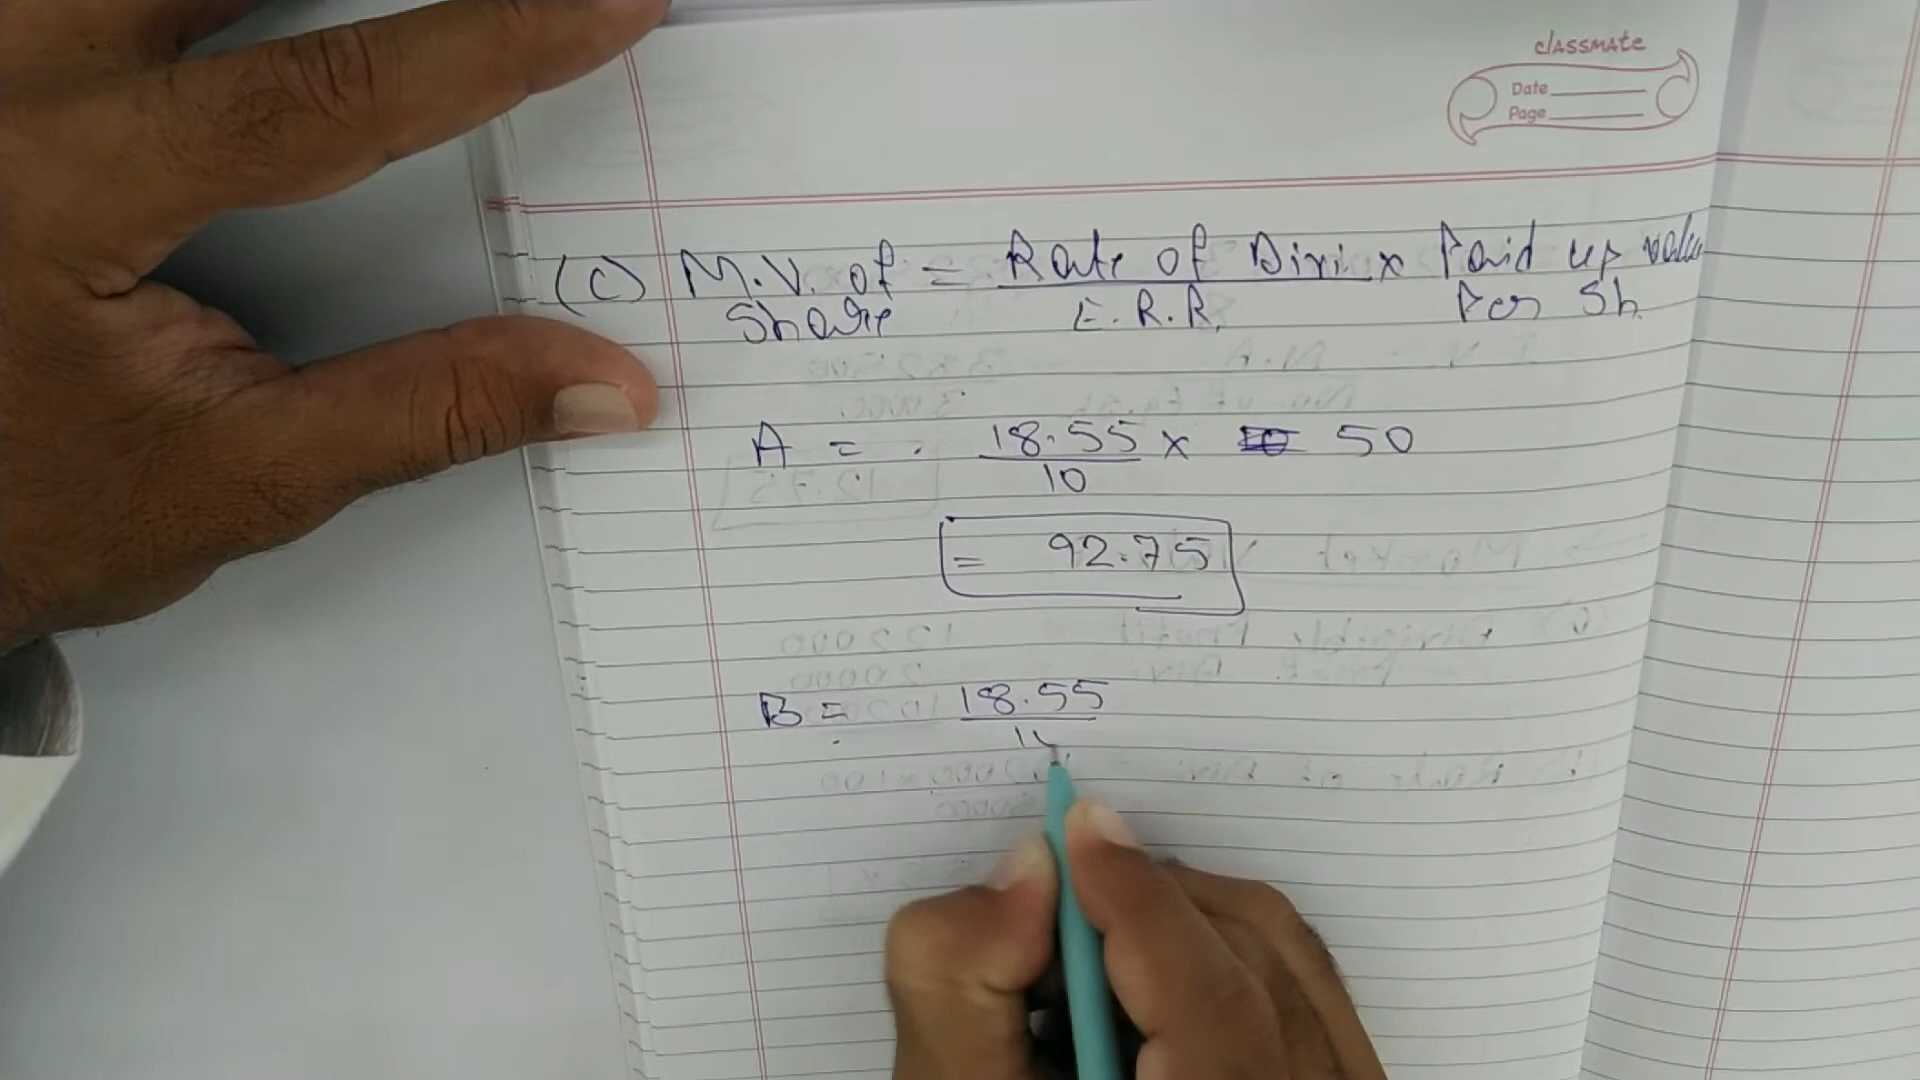 classmate
Date
Page
(C) M.V. of Share = Rate of Divi. / E.R.R. x Paid up value Per Sh.
A = 18.55 / 10 x 50
= 92.75
B = 18.55